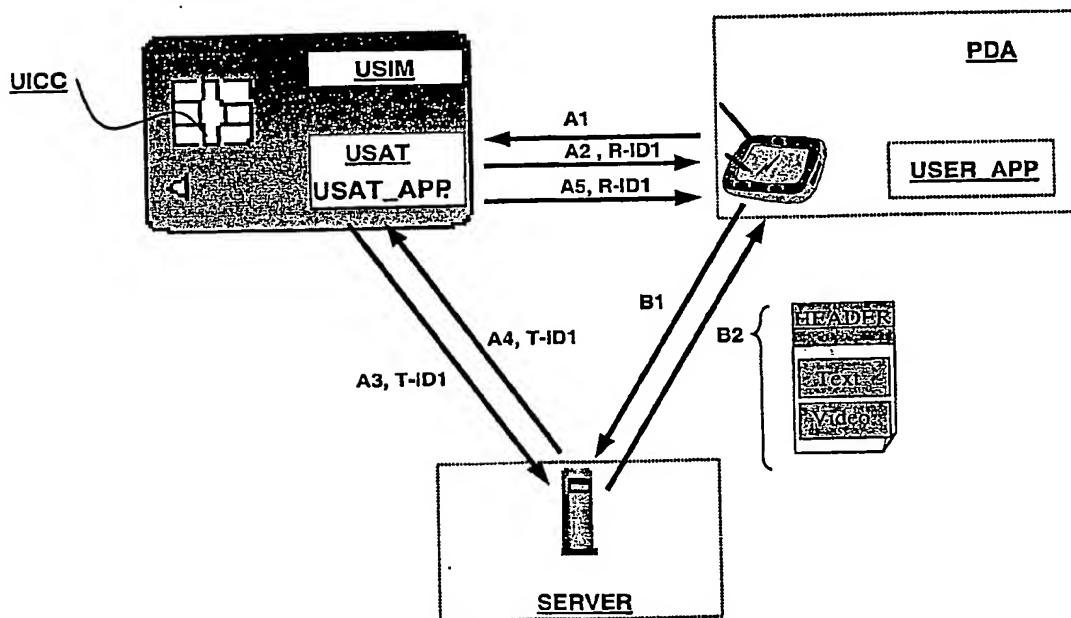 UICC
USIM
USAT
USAT_APP
A1
A2 , R-ID1
A5, R-ID1
PDA
USER_APP
B1
B2
HEADER
Text
Video
A4, T-ID1
A3, T-ID1
SERVER